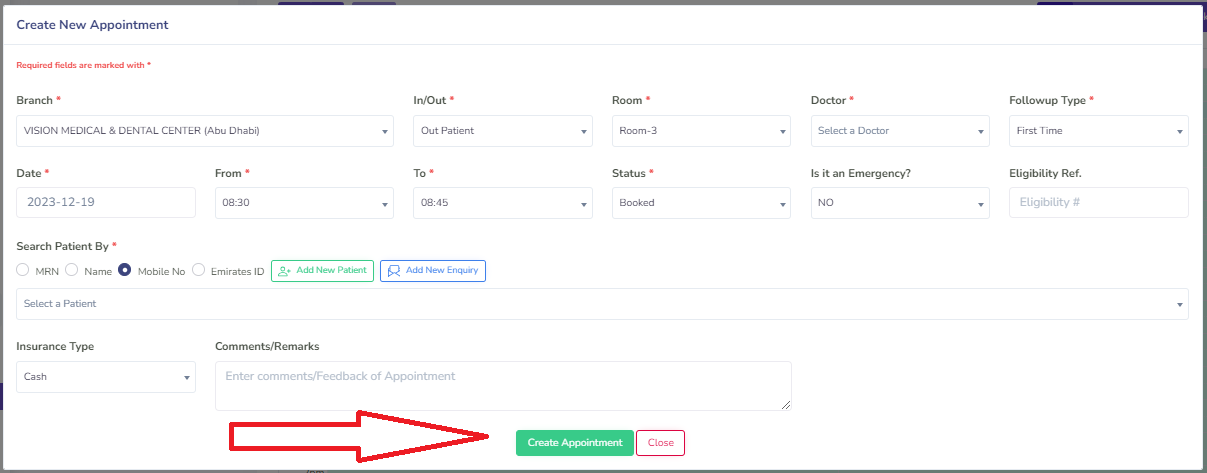 Create New Appointment
Required fields are marked with *
Branch * In/Out * Room * Doctor * Followup Type *
VISION MEDICAL & DENTAL CENTER (Abu Dhabi) Out Patient Room-3 Select a Doctor First Time
Date * From * To * Status * Is it an Emergency? Eligibility Ref.
2023-12-19 08:30 08:45 Booked NO Eligibility #
Search Patient By *
MRN Name Mobile No Emirates ID Add New Patient Add New Enquiry
Select a Patient
Insurance Type Comments/Remarks
Cash Enter comments/Feedback of Appointment
Create Appointment Close